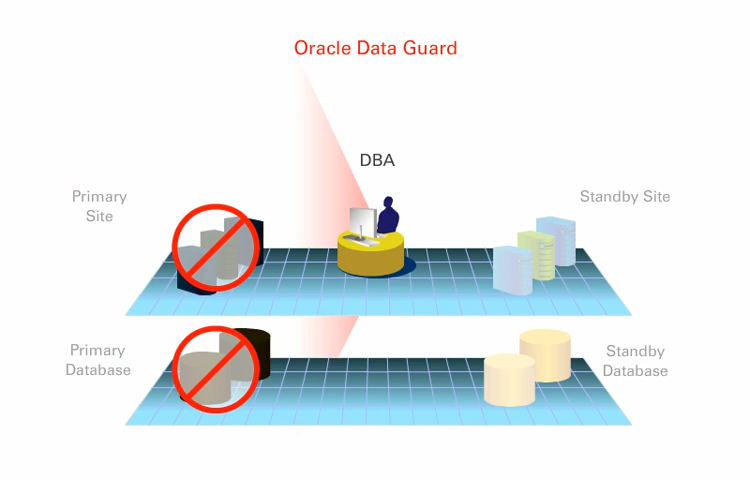 Oracle Data Guard
DBA
Primary
Site
Standby Site
Primary
Database
Standby
Database